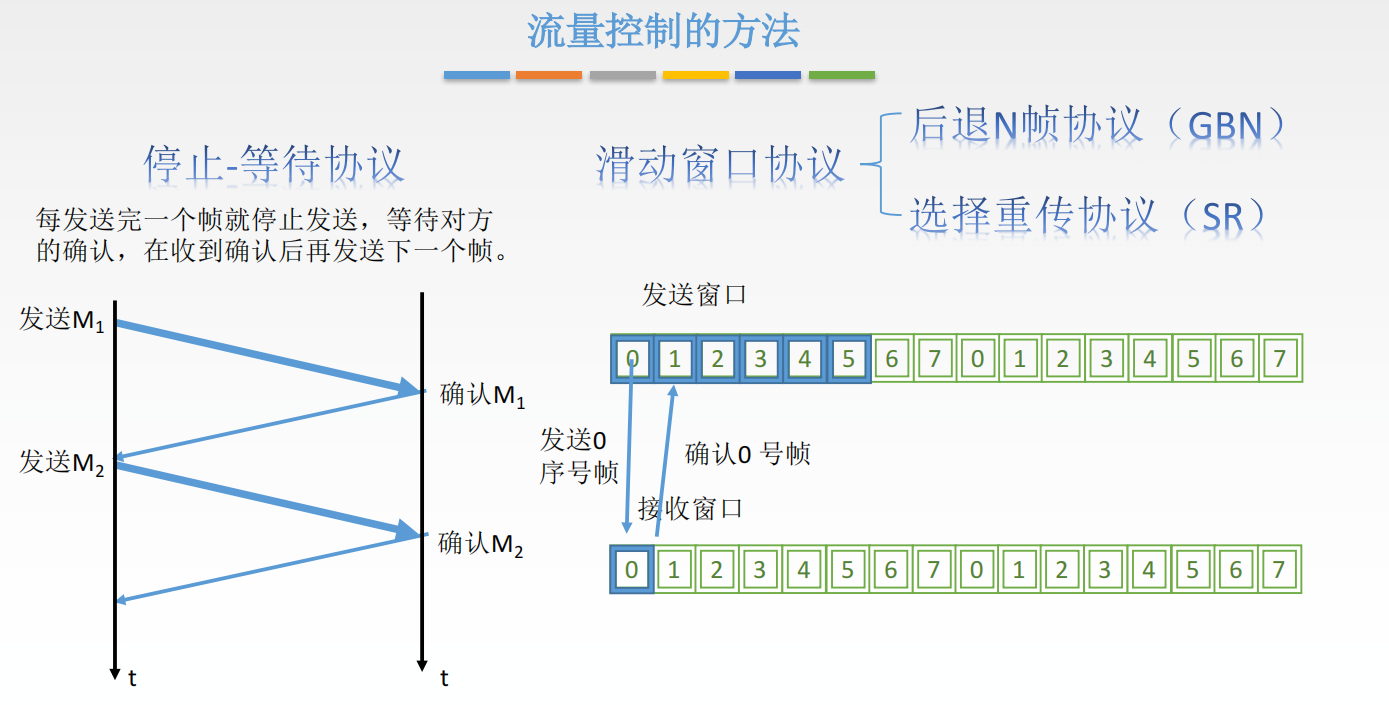 流量控制的方法
停止-等待协议
每发送完一个帧就停止发送，等待对方
的确认，在收到确认后再发送下一个帧。
发送M1
确认M1
发送M2
确认M2
t
t
滑动窗口协议
后退N帧协议（GBN）
选择重传协议（SR）
发送窗口
0 1 2 3 4 5 6 7 0 1 2 3 4 5 6 7
发送0
序号帧
确认0 号帧
接收窗口
0 1 2 3 4 5 6 7 0 1 2 3 4 5 6 7